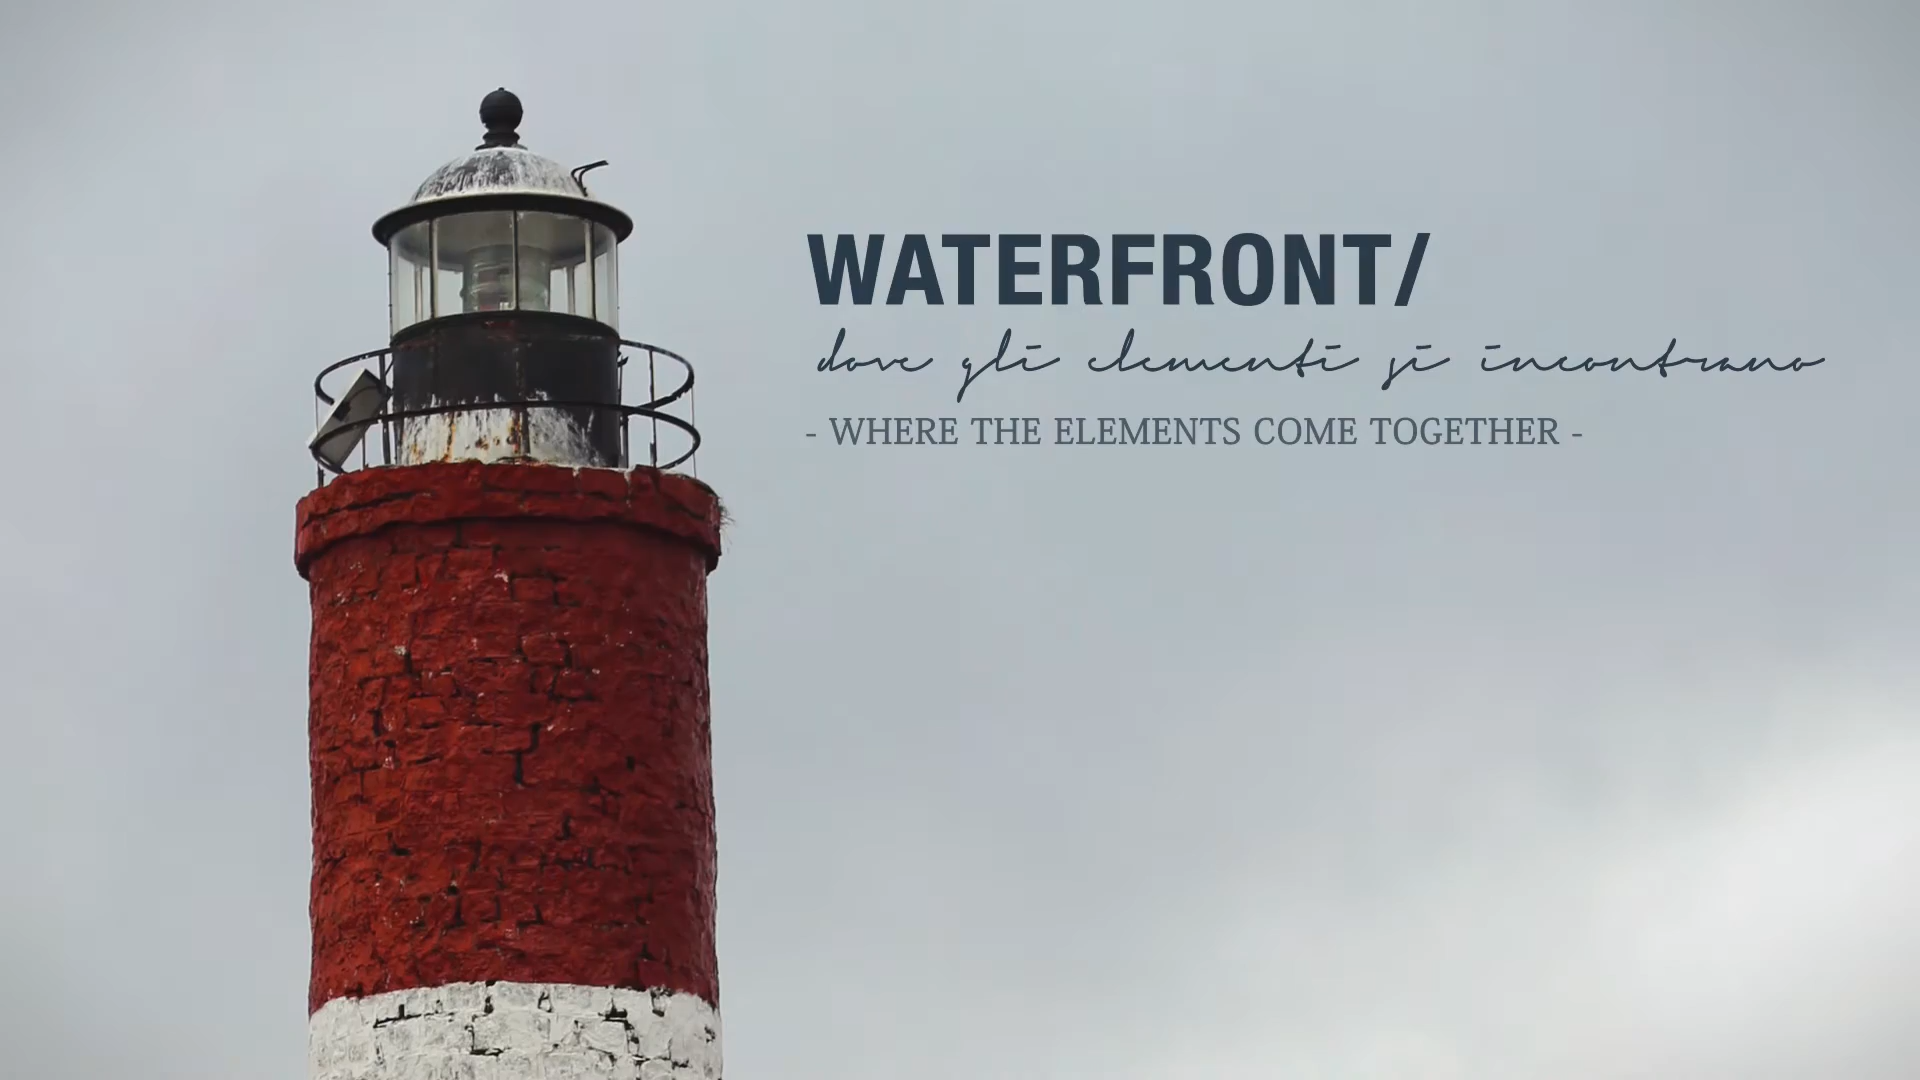 WATERFRONT/
dove gli elementi si incontrano
- WHERE THE ELEMENTS COME TOGETHER -